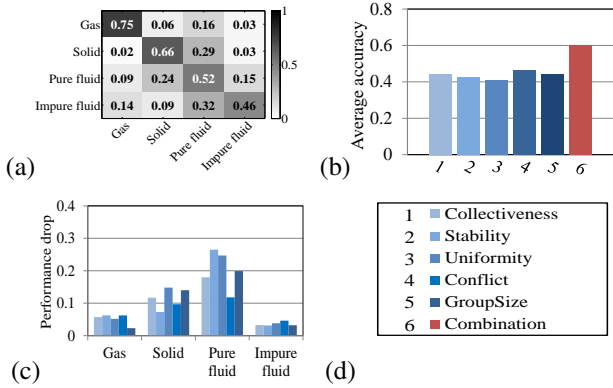 Gas 0.75 0.06 0.16 0.03
Solid 0.02 0.66 0.29 0.03
Pure fluid 0.09 0.24 0.52 0.15
Impure fluid 0.14 0.09 0.32 0.46
Gas Solid Pure fluid Impure fluid
1
0.5
0
(a)
Average accuracy
0.8
0.6
0.4
0.2
0.0
1 2 3 4 5 6
(b)
Performance drop
0.4
0.3
0.2
0.1
0
Gas Solid Pure fluid Impure fluid
(c)
1 Collectiveness
2 Stability
3 Uniformity
4 Conflict
5 GroupSize
6 Combination
(d)